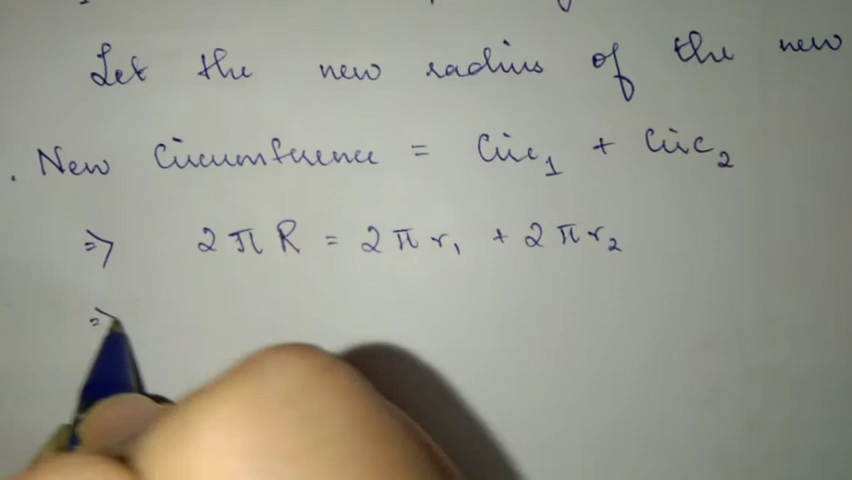 Let the new radius of the new
. New Circumference = Circ₁ + Circ₂
⇒ 2πR = 2πr₁ + 2πr₂
⇒